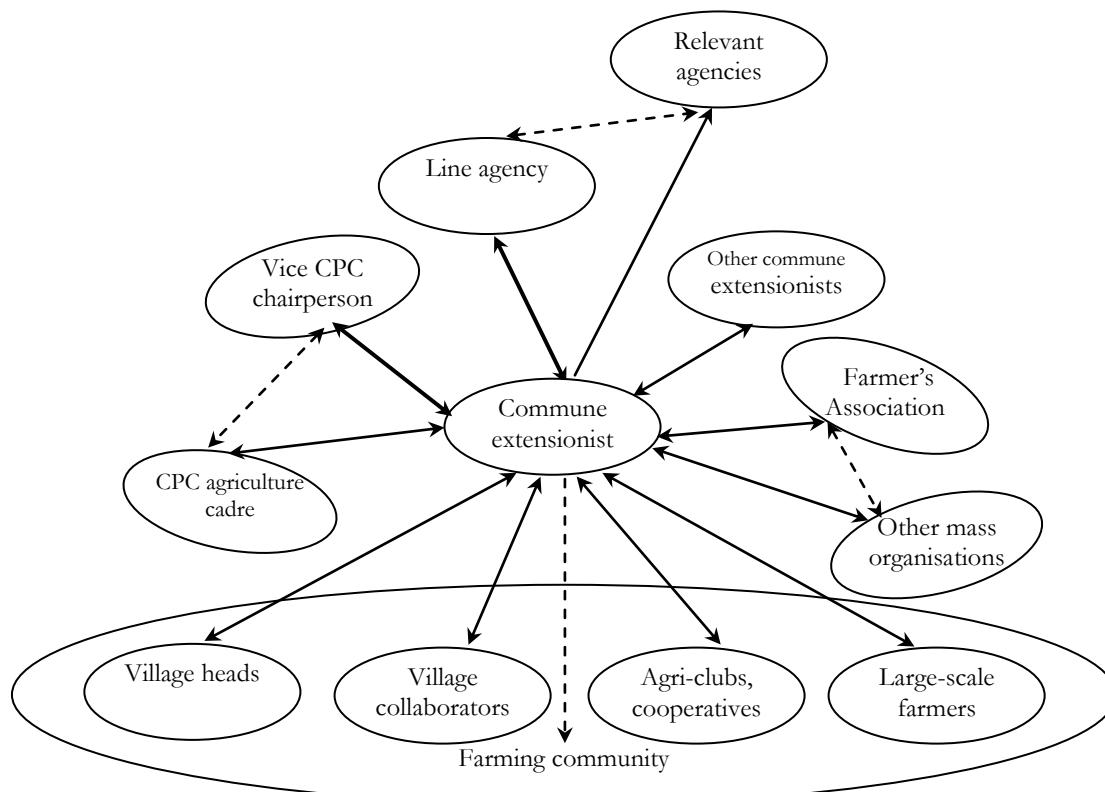 Relevant
agencies
Line agency
Vice CPC
chairperson
Other commune
extensionists
Farmer’s
Association
Commune
extensionist
CPC agriculture
cadre
Other mass
organisations
Village heads
Village
collaborators
Agri-clubs,
cooperatives
Large-scale
farmers
Farming community